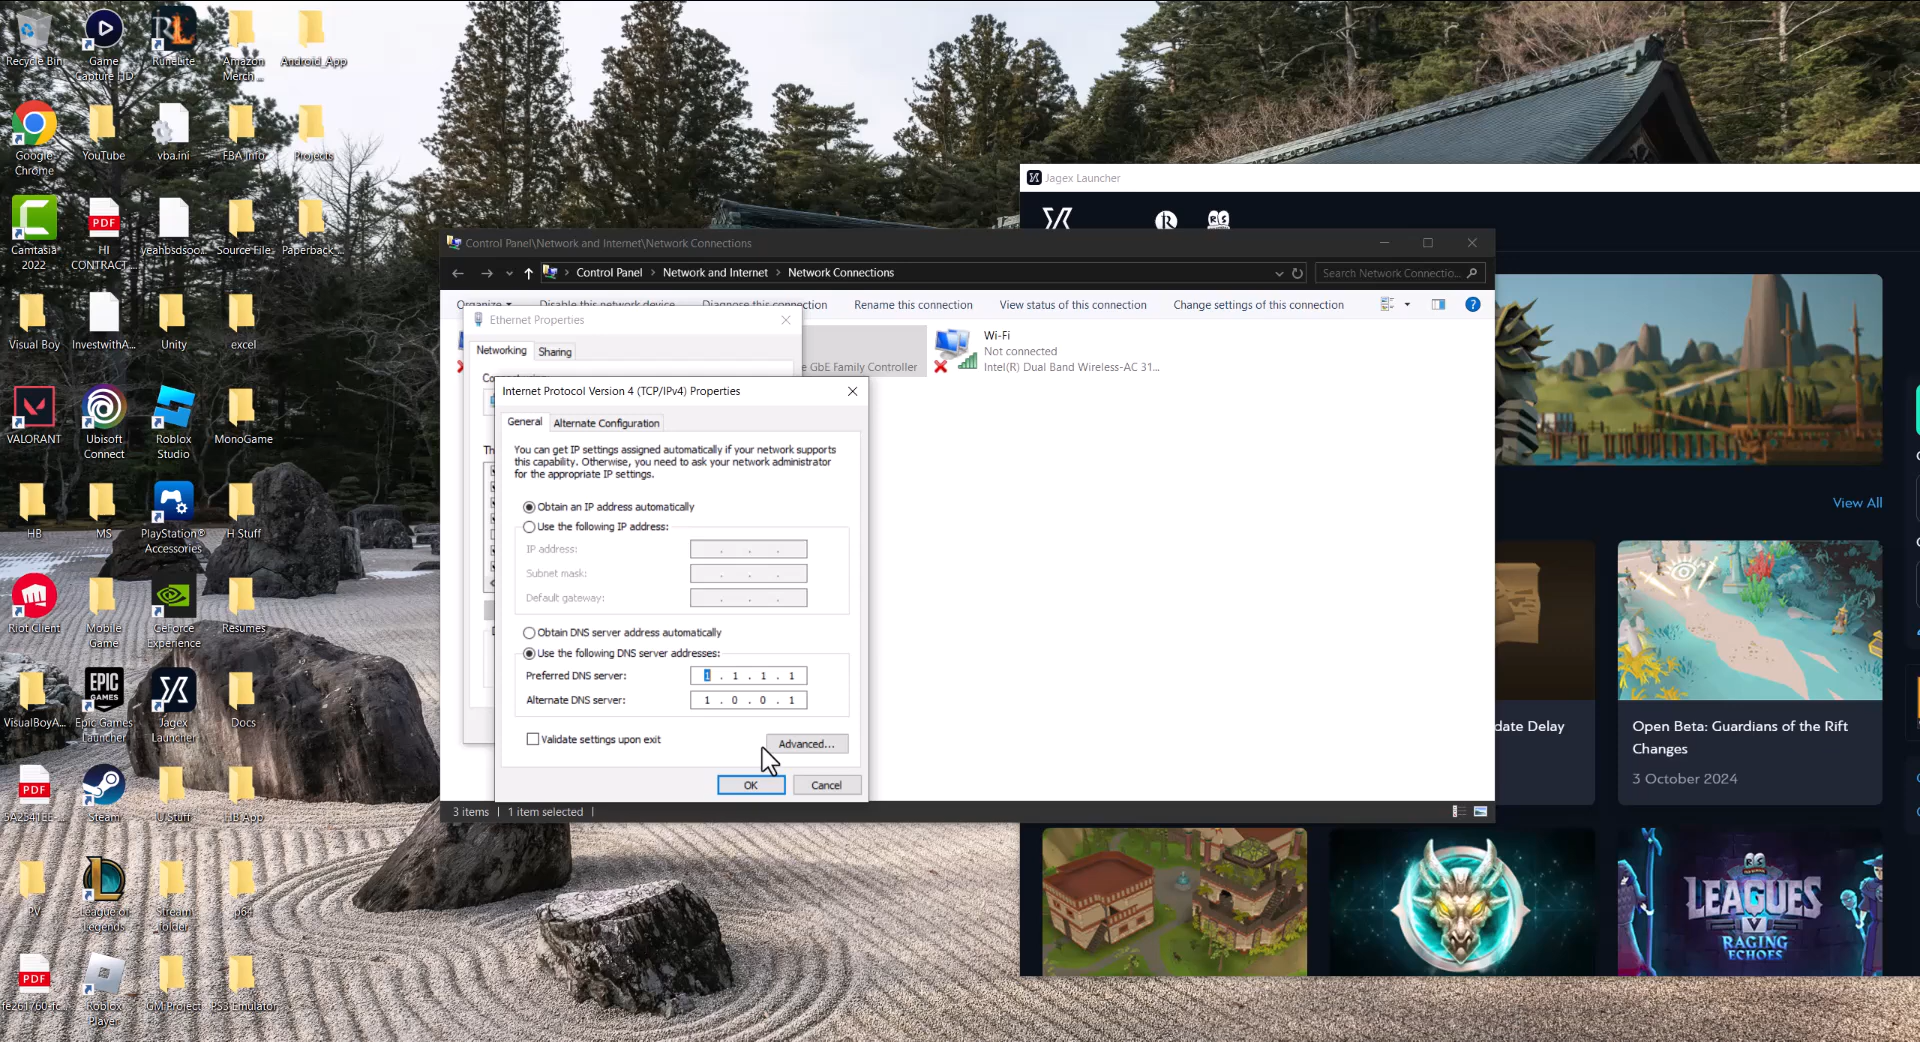 Recycle Bin
Game
Capture HD
RuneLite
Amazon
Merch ...
Android_App
Google
Chrome
YouTube
vba.ini
FBA Info
Projects
Camtasia
2022
PDF
HI
CONTRACT...
yeahbsdsoo...
Source File
Paperback...
Visual Boy
InvestwithA...
Unity
excel
VALORANT
Ubisoft
Connect
Roblox
Studio
MonoGame
HB
MS
PlayStation®
Accessories
H Stuff
Riot Client
Mobile
Game
GeForce
Experience
Resumes
VisualBoyA...
EPIC
GAMES
Epic Games
Launcher
Jagex
Launcher
Docs
PDF
5A2541EE-...
Steam
U Stuff
HB App
PV
League of
Legends
Stream
folder
p64
PDF
fe261760-fc...
Roblox
Player
GM Project
PS3 Emulator
Jagex Launcher
Control Panel\Network and Internet\Network Connections
Control Panel
Network and Internet
Network Connections
Search Network Connectio...
Organize
Disable this network device
Diagnose this connection
Rename this connection
View status of this connection
Change settings of this connection
Ethernet Properties
Networking
Sharing
e GbE Family Controller
Wi-Fi
Not connected
Intel(R) Dual Band Wireless-AC 31...
Internet Protocol Version 4 (TCP/IPv4) Properties
General
Alternate Configuration
You can get IP settings assigned automatically if your network supports
this capability. Otherwise, you need to ask your network administrator
for the appropriate IP settings.
Obtain an IP address automatically
Use the following IP address:
IP address:
Subnet mask:
Default gateway:
Obtain DNS server address automatically
Use the following DNS server addresses:
Preferred DNS server: 1 . 1 . 1 . 1
Alternate DNS server: 1 . 0 . 0 . 1
Validate settings upon exit
Advanced...
OK
Cancel
3 items
1 item selected
View All
date Delay
Open Beta: Guardians of the Rift
Changes
3 October 2024
LEAGUES
V
RAGING
ECHOES